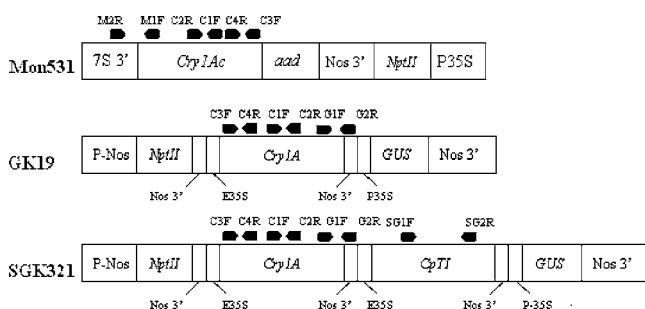 M2R M1F C2R C1F C4R C3F
Mon531 7S 3' Cry1Ac aad Nos 3' NptII P35S
C3F C4R C1F C2R G1F G2R
GK19 P-Nos NptII Cry1A GUS Nos 3'
Nos 3' E35S Nos 3' P35S
C3F C4R C1F C2R G1F G2R SG1F SG2R
SGK321 P-Nos NptII Cry1A CpTI GUS Nos 3'
Nos 3' E35S Nos 3' E35S Nos 3' P-35S